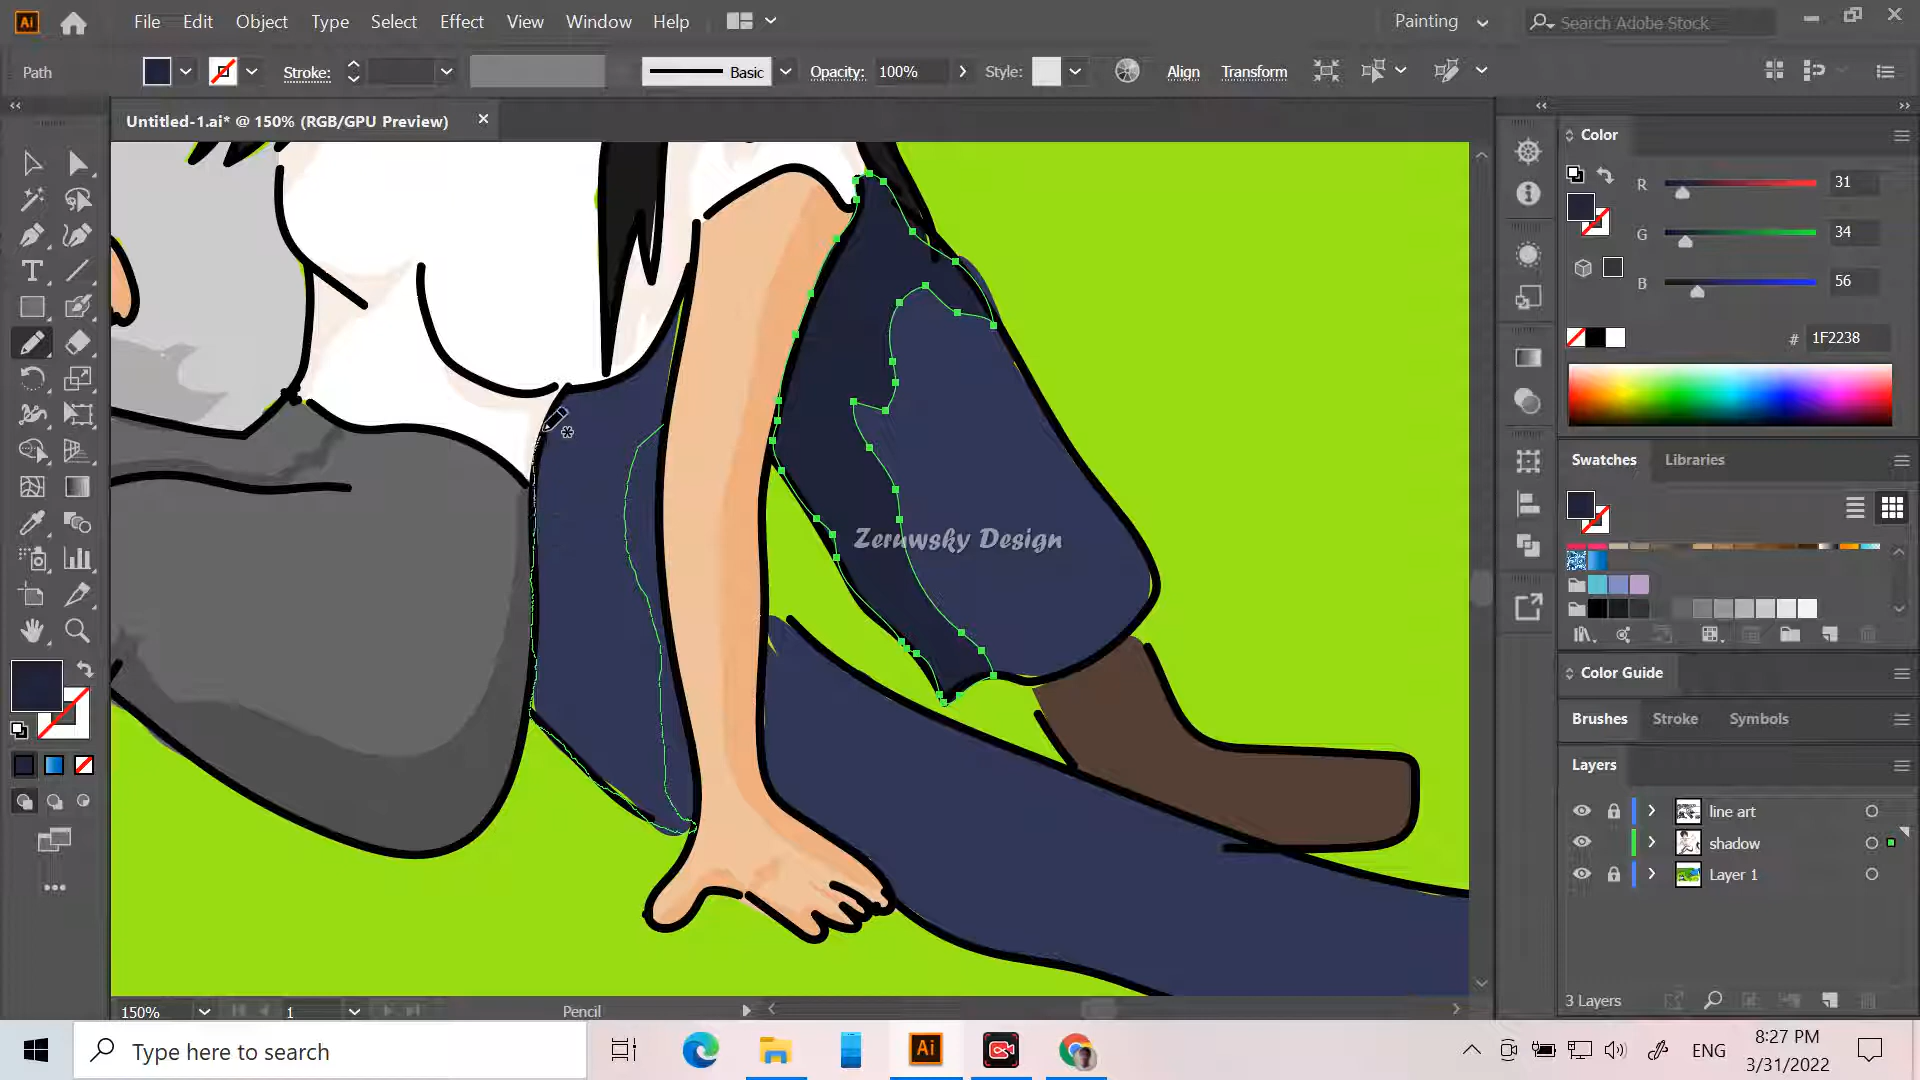 Ai File Edit Object Type Select Effect View Window Help Painting Search Adobe Stock
Path Stroke: Basic Opacity: 100% Style: Align Transform
Untitled-1.ai* @ 150% (RGB/GPU Preview)
Color
R 31
G 34
B 56
# 1F2238
Swatches Libraries
Zeruwsky Design
Color Guide
Brushes Stroke Symbols
Layers
line art
shadow
Layer 1
3 Layers
150% 1 Pencil
Type here to search
Ai
ENG
8:27 PM
3/31/2022